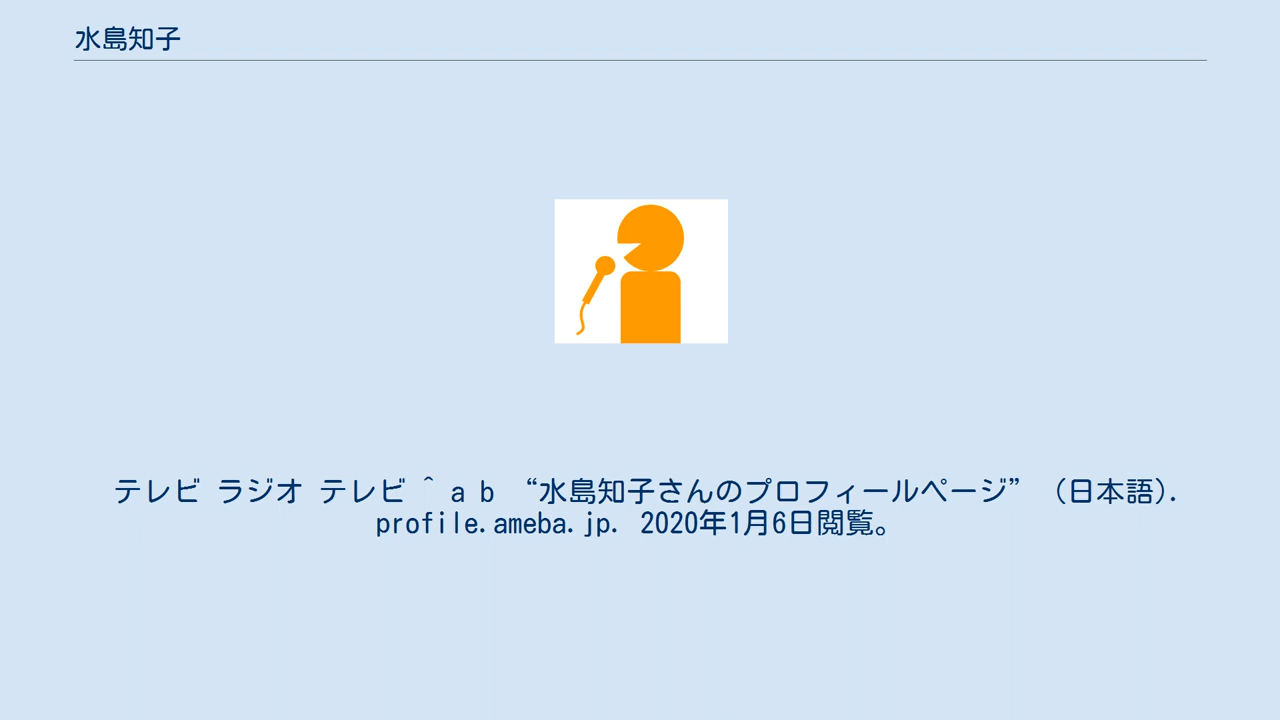 水島知子
テレビ ラジオ テレビ ^ a b “水島知子さんのプロフィールページ” (日本語).
profile.ameba.jp. 2020年1月6日閲覧。